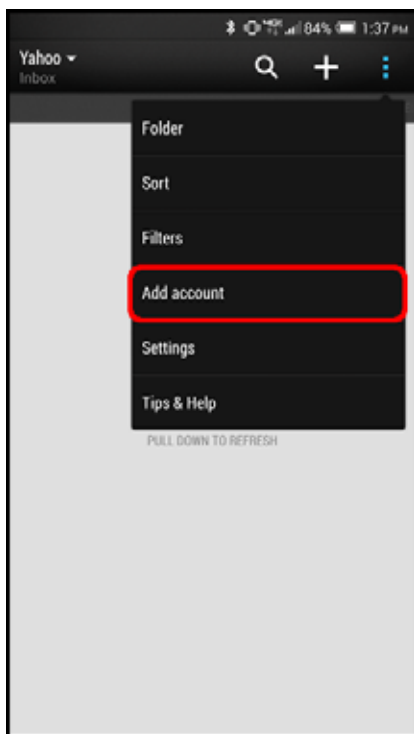 84% 1:37 PM
Yahoo
Inbox
Folder
Sort
Filters
Add account
Settings
Tips & Help
PULL DOWN TO REFRESH